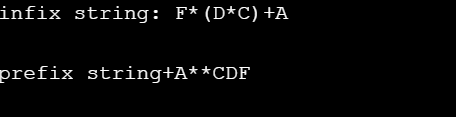 infix string: F*(D*C)+A
prefix string+A**CDF